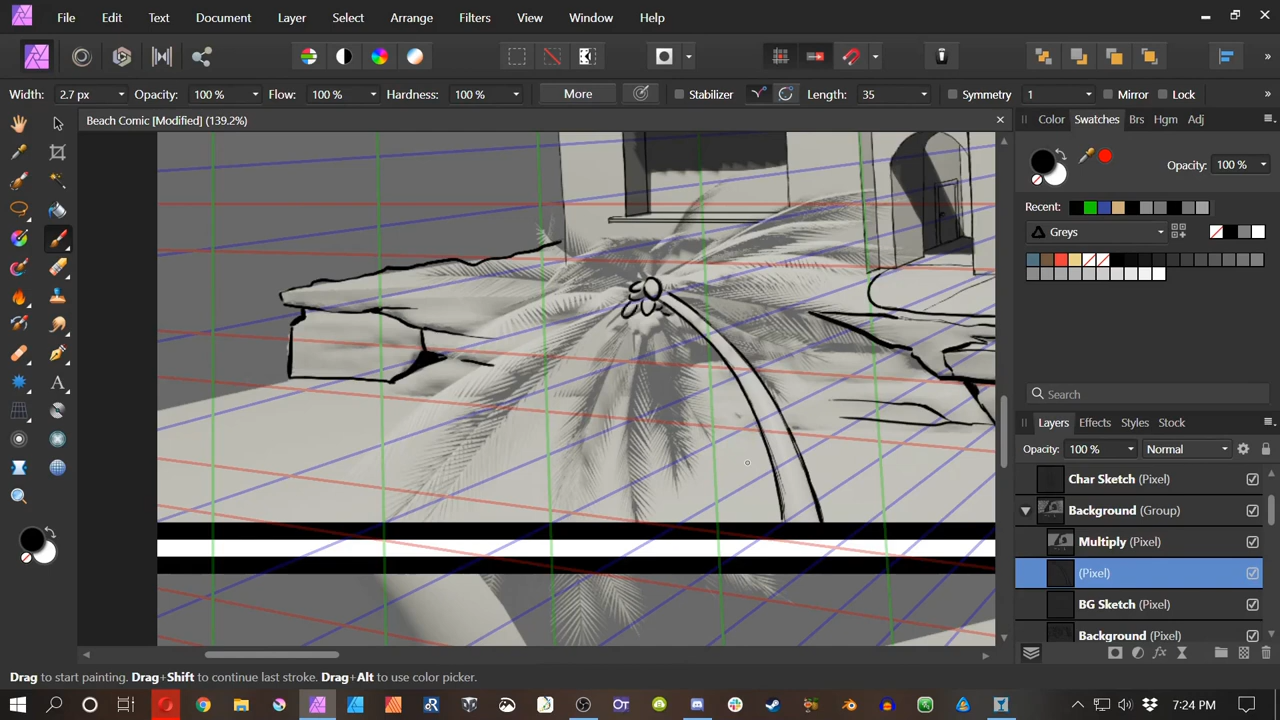 File Edit Text Document Layer Select Arrange Filters View Window Help
Width: 2.7 px Opacity: 100 % Flow: 100 % Hardness: 100 % More Stabilizer Length: 35 Symmetry 1 Mirror Lock
Beach Comic [Modified] (139.2%)
Color Swatches Brs Hgm Adj
Opacity: 100 %
Recent:
Greys
Search
Layers Effects Styles Stock
Opacity: 100 % Normal
Char Sketch (Pixel)
Background (Group)
Multiply (Pixel)
(Pixel)
BG Sketch (Pixel)
Background (Pixel)
Drag to start painting. Drag+Shift to continue last stroke. Drag+Alt to use color picker.
7:24 PM